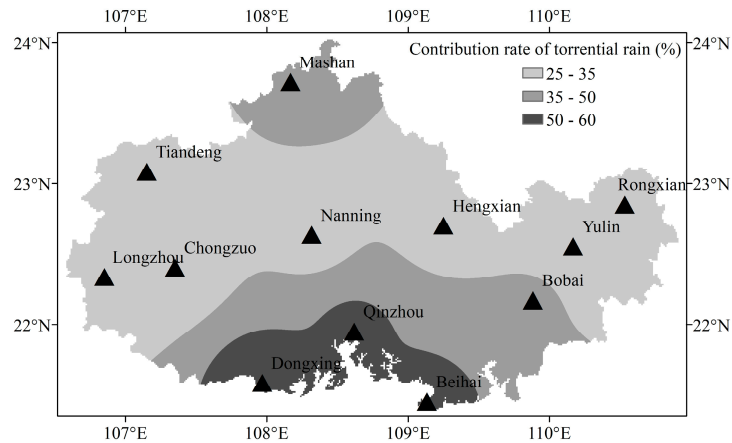 107°E 108°E 109°E 110°E
24°N 24°N
Contribution rate of torrential rain (%)
Mashan
25 - 35
35 - 50
50 - 60
Tiandeng
23°N 23°N
Rongxian
Hengxian
Nanning
Yulin
Chongzuo
Longzhou
Bobai
22°N 22°N
Qinzhou
Dongxing
Beihai
107°E 108°E 109°E 110°E